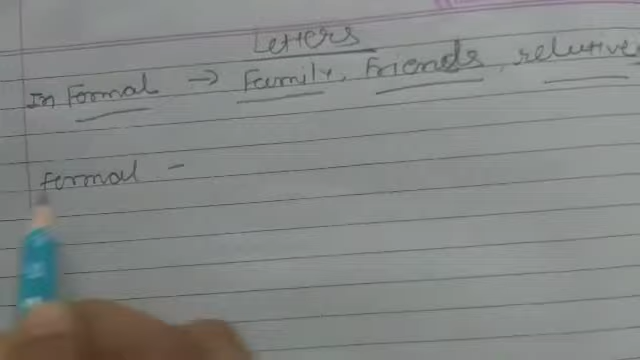 Letters
In Formal → Family, Friends, relatives
formal -